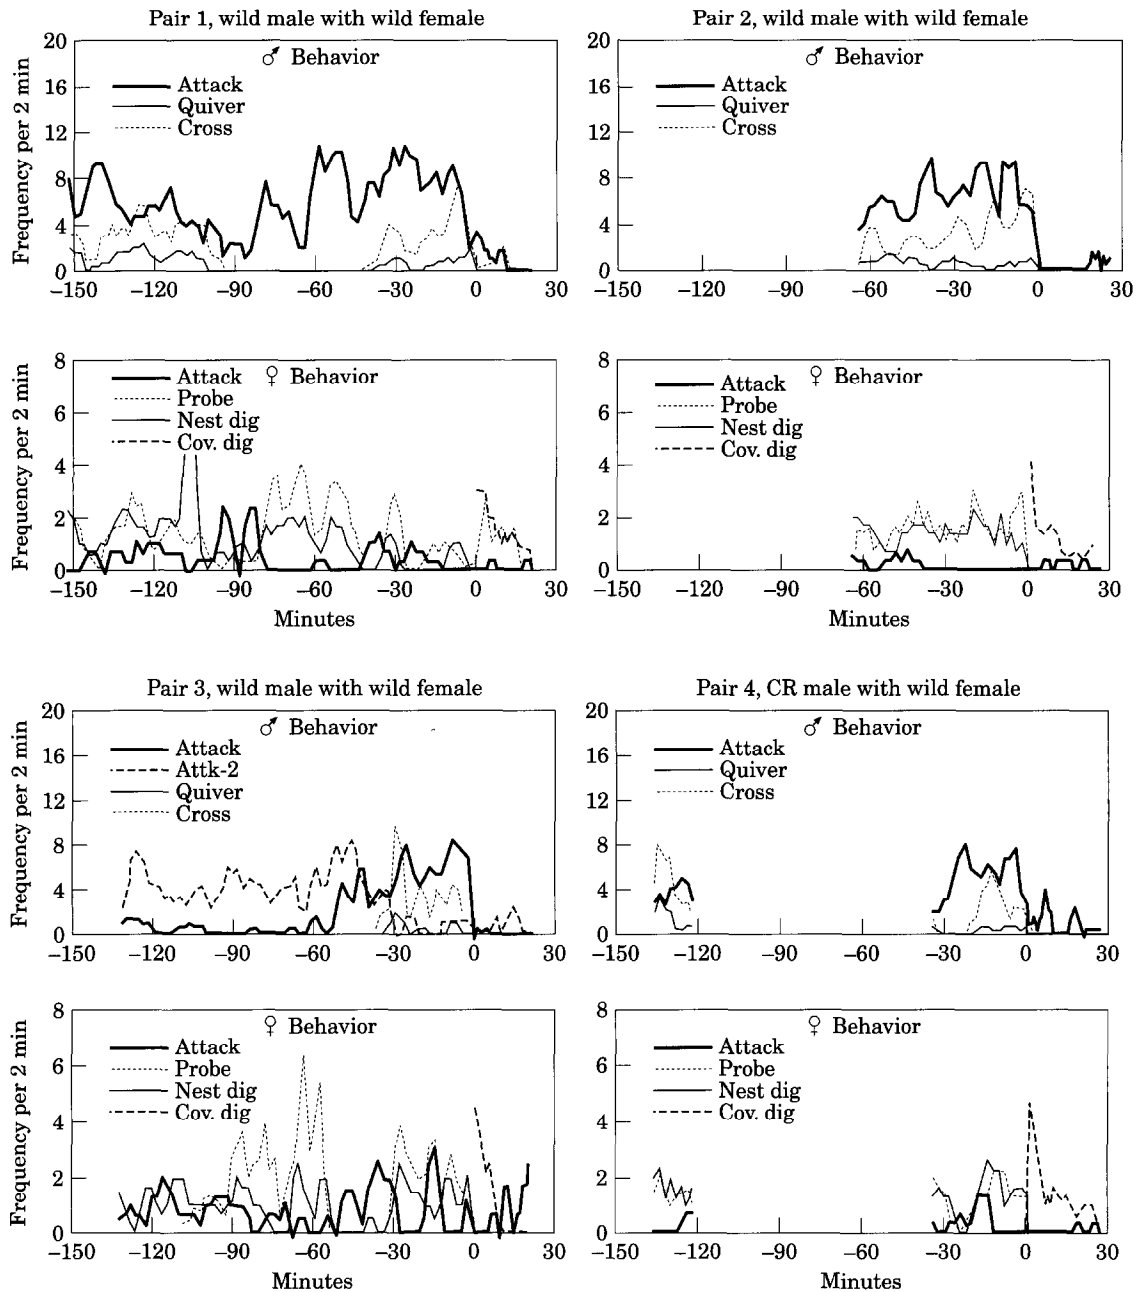 Pair 1, wild male with wild female
♂ Behavior
Attack
Quiver
Cross
Frequency per 2 min
20
16
12
8
4
0
−150 −120 −90 −60 −30 0 30
Pair 2, wild male with wild female
♂ Behavior
Attack
Quiver
Cross
20
16
12
8
4
0
−150 −120 −90 −60 −30 0 30
♀ Behavior
Attack
Probe
Nest dig
Cov. dig
Frequency per 2 min
8
6
4
2
0
−150 −120 −90 −60 −30 0 30
Minutes
♀ Behavior
Attack
Probe
Nest dig
Cov. dig
8
6
4
2
0
−150 −120 −90 −60 −30 0 30
Minutes
Pair 3, wild male with wild female
♂ Behavior
Attack
Attk-2
Quiver
Cross
Frequency per 2 min
20
16
12
8
4
0
−150 −120 −90 −60 −30 0 30
Pair 4, CR male with wild female
♂ Behavior
Attack
Quiver
Cross
20
16
12
8
4
0
−150 −120 −90 −60 −30 0 30
♀ Behavior
Attack
Probe
Nest dig
Cov. dig
Frequency per 2 min
8
6
4
2
0
−150 −120 −90 −60 −30 0 30
Minutes
♀ Behavior
Attack
Probe
Nest dig
Cov. dig
8
6
4
2
0
−150 −120 −90 −60 −30 0 30
Minutes